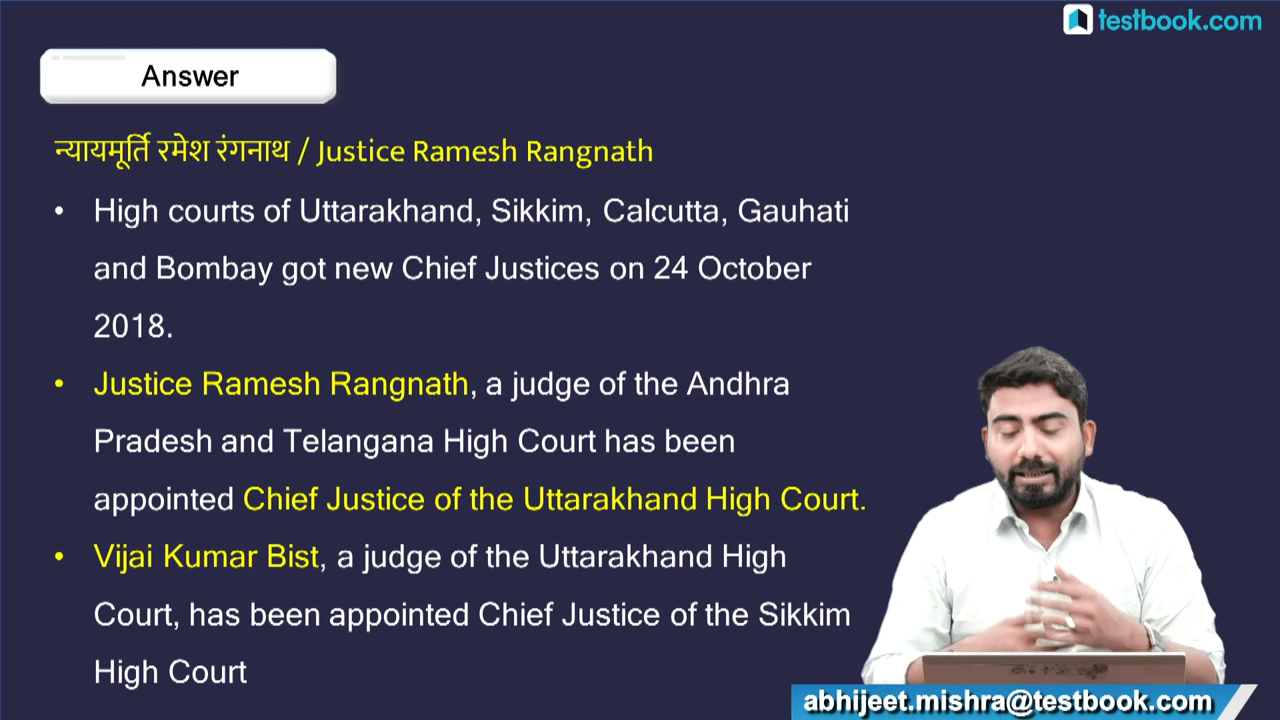 testbook.com
Answer
न्यायमूर्ति रमेश रंगनाथ / Justice Ramesh Rangnath
• High courts of Uttarakhand, Sikkim, Calcutta, Gauhati
and Bombay got new Chief Justices on 24 October
2018.
• Justice Ramesh Rangnath, a judge of the Andhra
Pradesh and Telangana High Court has been
appointed Chief Justice of the Uttarakhand High Court.
• Vijai Kumar Bist, a judge of the Uttarakhand High
Court, has been appointed Chief Justice of the Sikkim
High Court
abhijeet.mishra@testbook.com